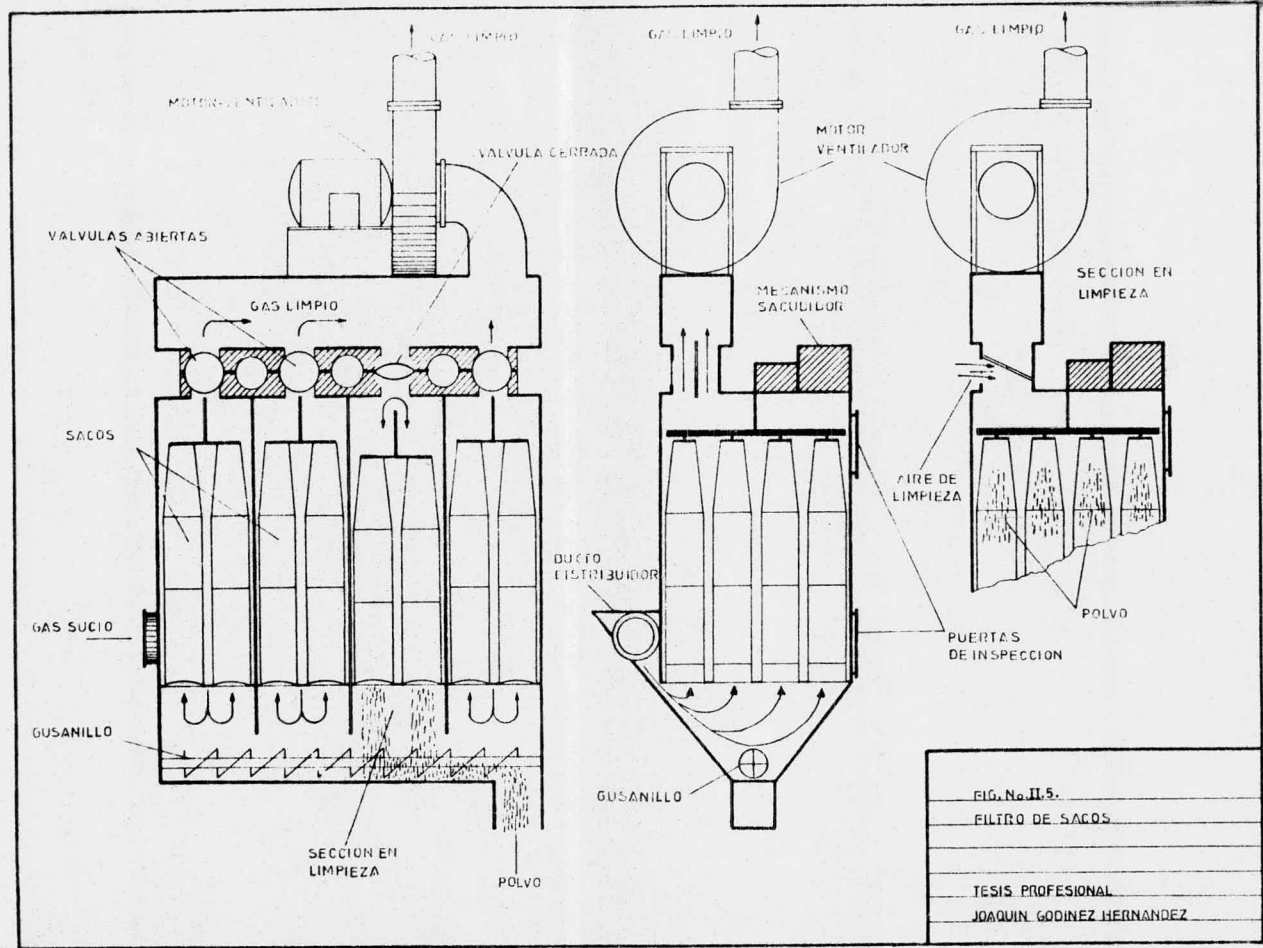 GAS LIMPIO
GAS LIMPIO
GAS LIMPIO
MOTOR-VENTILADOR
MOTOR
VENTILADOR
VALVULA CERRADA
VALVULAS ABIERTAS
GAS LIMPIO
MECANISMO
SACUDIDOR
SECCION EN
LIMPIEZA
SACOS
AIRE DE
LIMPIEZA
DUCTO
DISTRIBUIDOR
POLVO
GAS SUCIO
PUERTAS
DE INSPECCION
GUSANILLO
GUSANILLO
SECCION EN
LIMPIEZA
POLVO
FIG. No. II.5.
FILTRO DE SACOS
TESIS PROFESIONAL
JOAQUIN GODINEZ HERNANDEZ